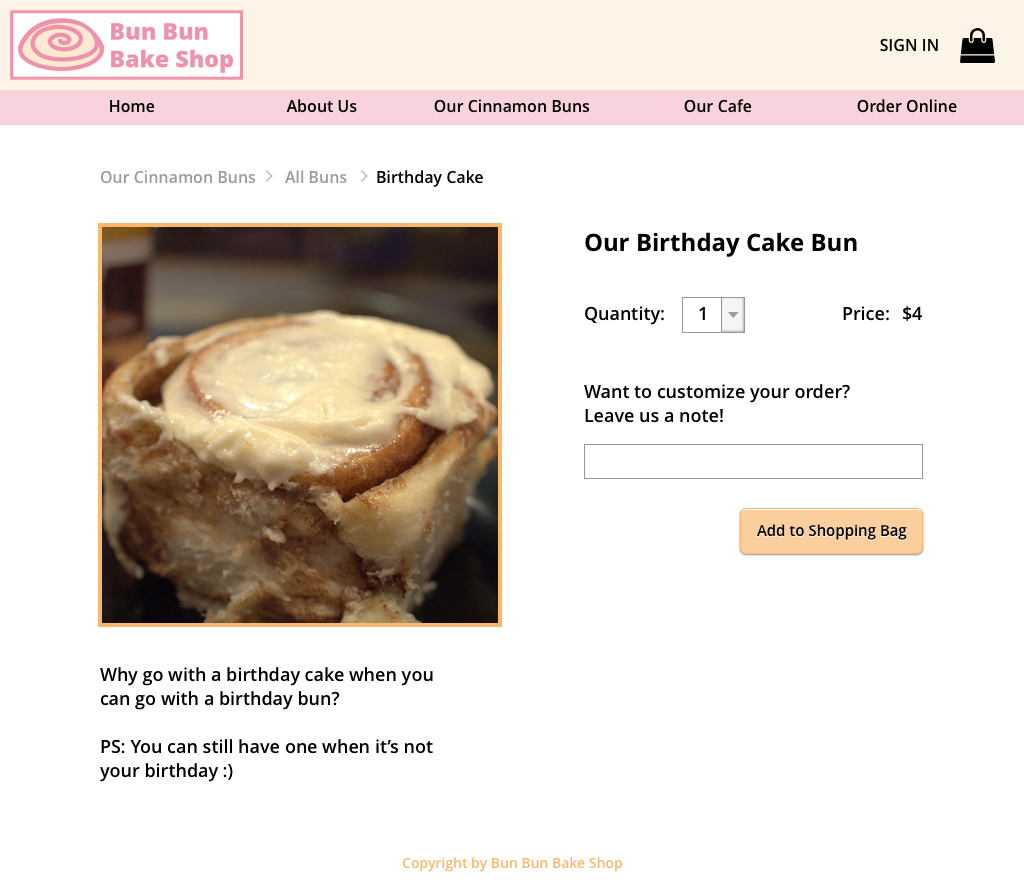 Bun Bun
Bake Shop
SIGN IN
Home About Us Our Cinnamon Buns Our Cafe Order Online
Our Cinnamon Buns All Buns Birthday Cake
Our Birthday Cake Bun
Quantity: 1 Price: $4
Want to customize your order?
Leave us a note!
Add to Shopping Bag
Why go with a birthday cake when you
can go with a birthday bun?
PS: You can still have one when it’s not
your birthday :)
Copyright by Bun Bun Bake Shop